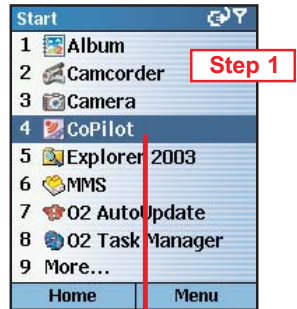 Start
1 Album
2 Camcorder
Step 1
3 Camera
4 CoPilot
5 Explorer 2003
6 MMS
7 O2 AutoUpdate
8 O2 Task Manager
9 More...
Home Menu